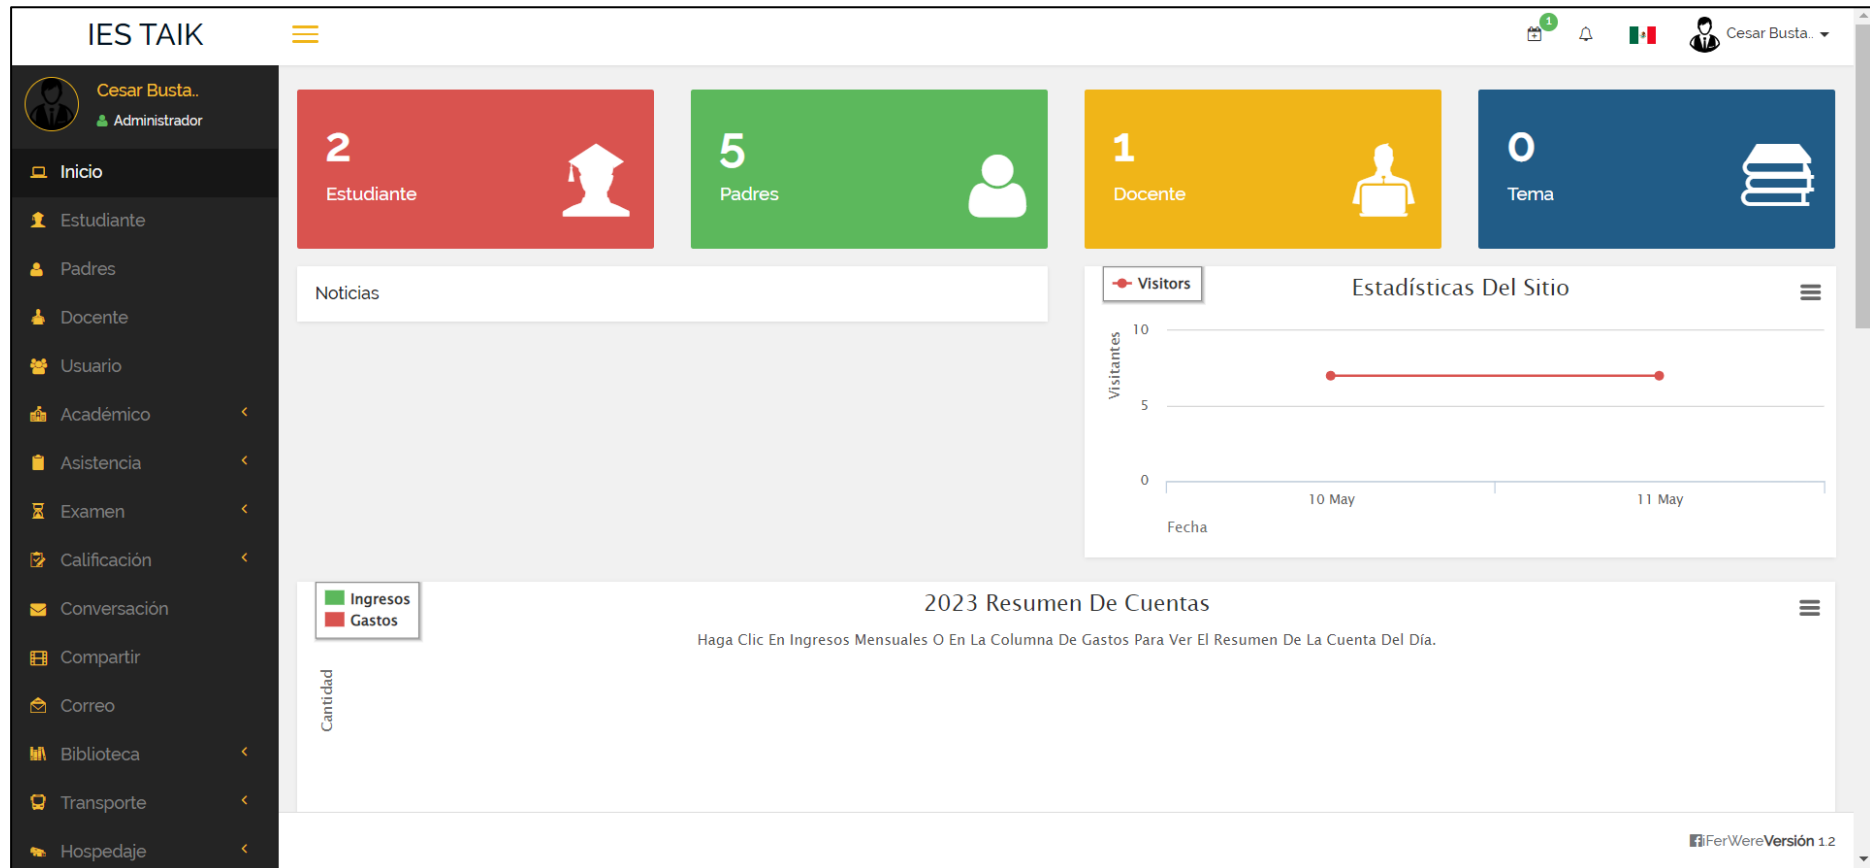 IES TAIK
1
Cesar Busta..
Cesar Busta..
Administrador
Inicio
Estudiante
Padres
Docente
Usuario
Académico
Asistencia
Examen
Calificación
Conversación
Compartir
Correo
Biblioteca
Transporte
Hospedaje
2
Estudiante
5
Padres
1
Docente
0
Tema
Noticias
Visitors
Estadísticas Del Sitio
Visitantes
10
5
0
10 May
11 May
Fecha
Ingresos
Gastos
2023 Resumen De Cuentas
Haga Clic En Ingresos Mensuales O En La Columna De Gastos Para Ver El Resumen De La Cuenta Del Día.
Cantidad
iFerWereVersión 1.2